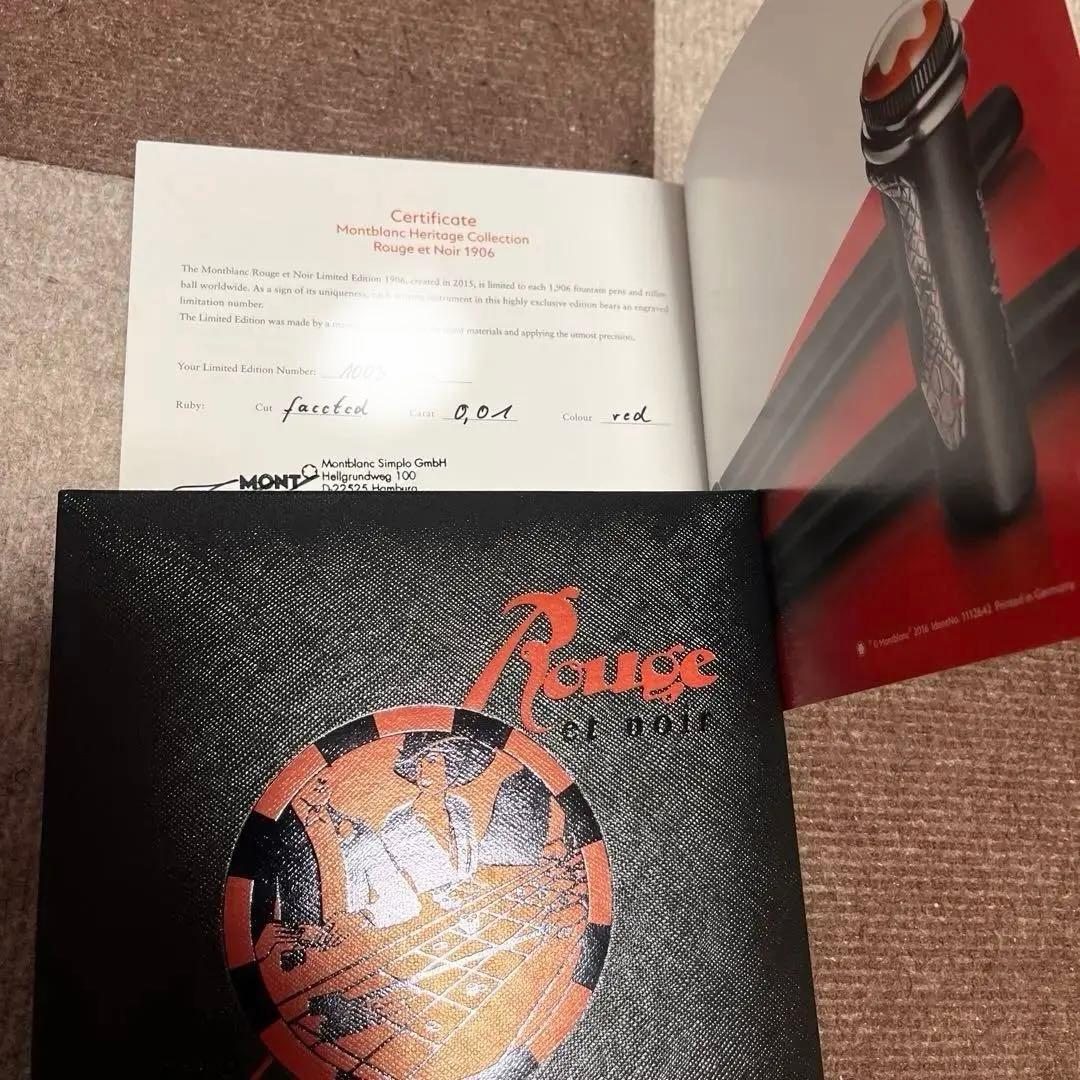 Certificate
Montblanc Heritage Collection
Rouge et Noir 1906
The Montblanc Rouge et Noir Limited Edition 1906, created in 2015, is limited to each 1,906 fountain pens and roller-
ball worldwide. As a sign of its uniqueness, each writing instrument in this highly exclusive edition bears an engraved
limitation number.
The Limited Edition was made by a materials and applying the utmost precision.
Your Limited Edition Number:
Ruby: Cut faceted Carat 0,01 Colour red
MONT
Montblanc Simplo GmbH
Hellgrundweg 100
D-22525 Hamburg
© Montblanc® 2016 IdentNo. 1112642 Printed in Germany
Rouge
et noir